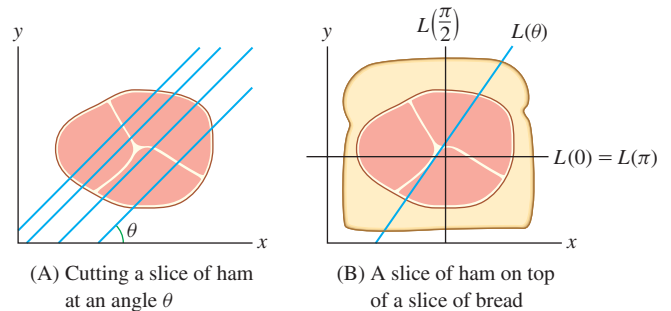 y
θ
x
(A) Cutting a slice of ham
at an angle θ
y
L(π/2)
L(θ)
L(0) = L(π)
x
(B) A slice of ham on top
of a slice of bread